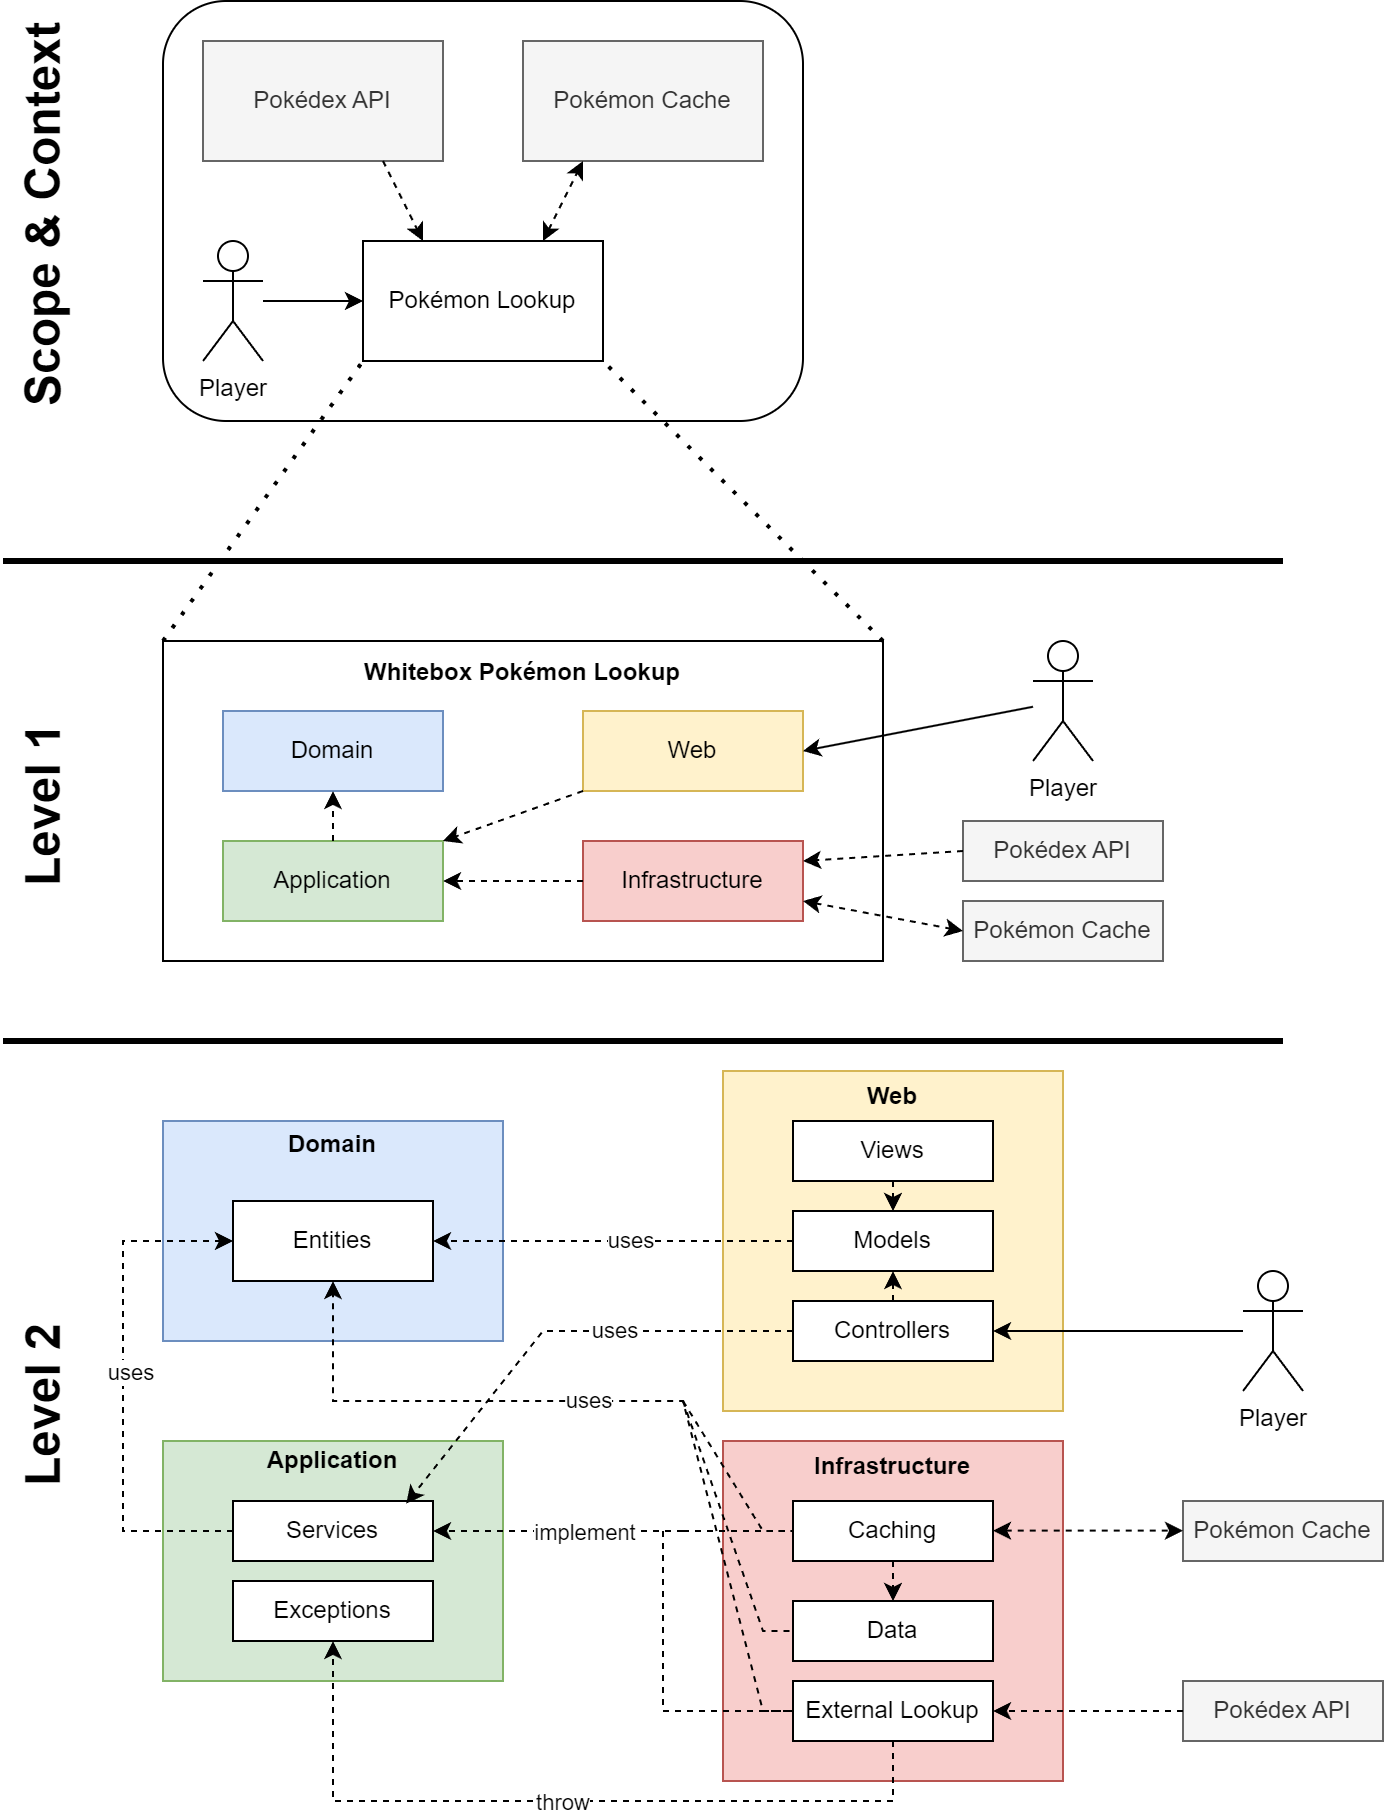 Scope & Context
Pokédex API
Pokémon Cache
Pokémon Lookup
Player
Level 1
Whitebox Pokémon Lookup
Domain
Web
Application
Infrastructure
Player
Pokédex API
Pokémon Cache
Level 2
Domain
Entities
Web
Views
Models
Controllers
Player
uses
uses
uses
uses
Application
Services
Exceptions
implement
Infrastructure
Caching
Data
External Lookup
Pokémon Cache
Pokédex API
throw